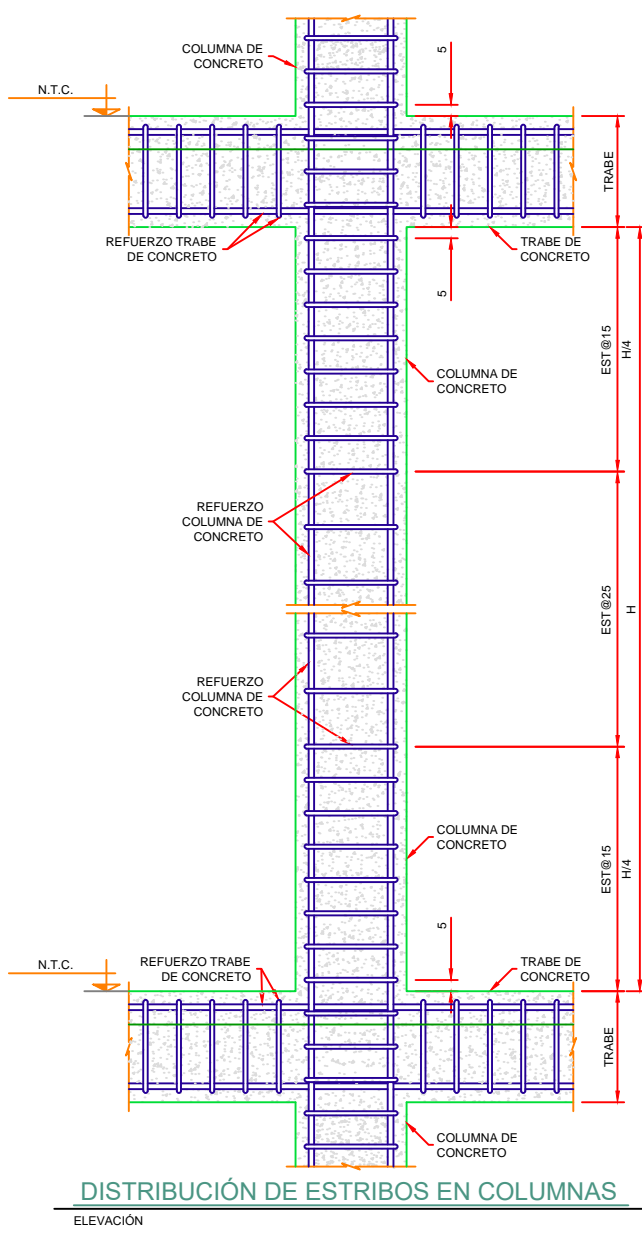 COLUMNA DE
CONCRETO
5
N.T.C.
TRABE
REFUERZO TRABE
DE CONCRETO
TRABE DE
CONCRETO
5
EST@15
H/4
COLUMNA DE
CONCRETO
REFUERZO
COLUMNA DE
CONCRETO
EST@25
H
REFUERZO
COLUMNA DE
CONCRETO
COLUMNA DE
CONCRETO
EST@15
H/4
5
N.T.C.
REFUERZO TRABE
DE CONCRETO
TRABE DE
CONCRETO
TRABE
COLUMNA DE
CONCRETO
DISTRIBUCIÓN DE ESTRIBOS EN COLUMNAS
ELEVACIÓN